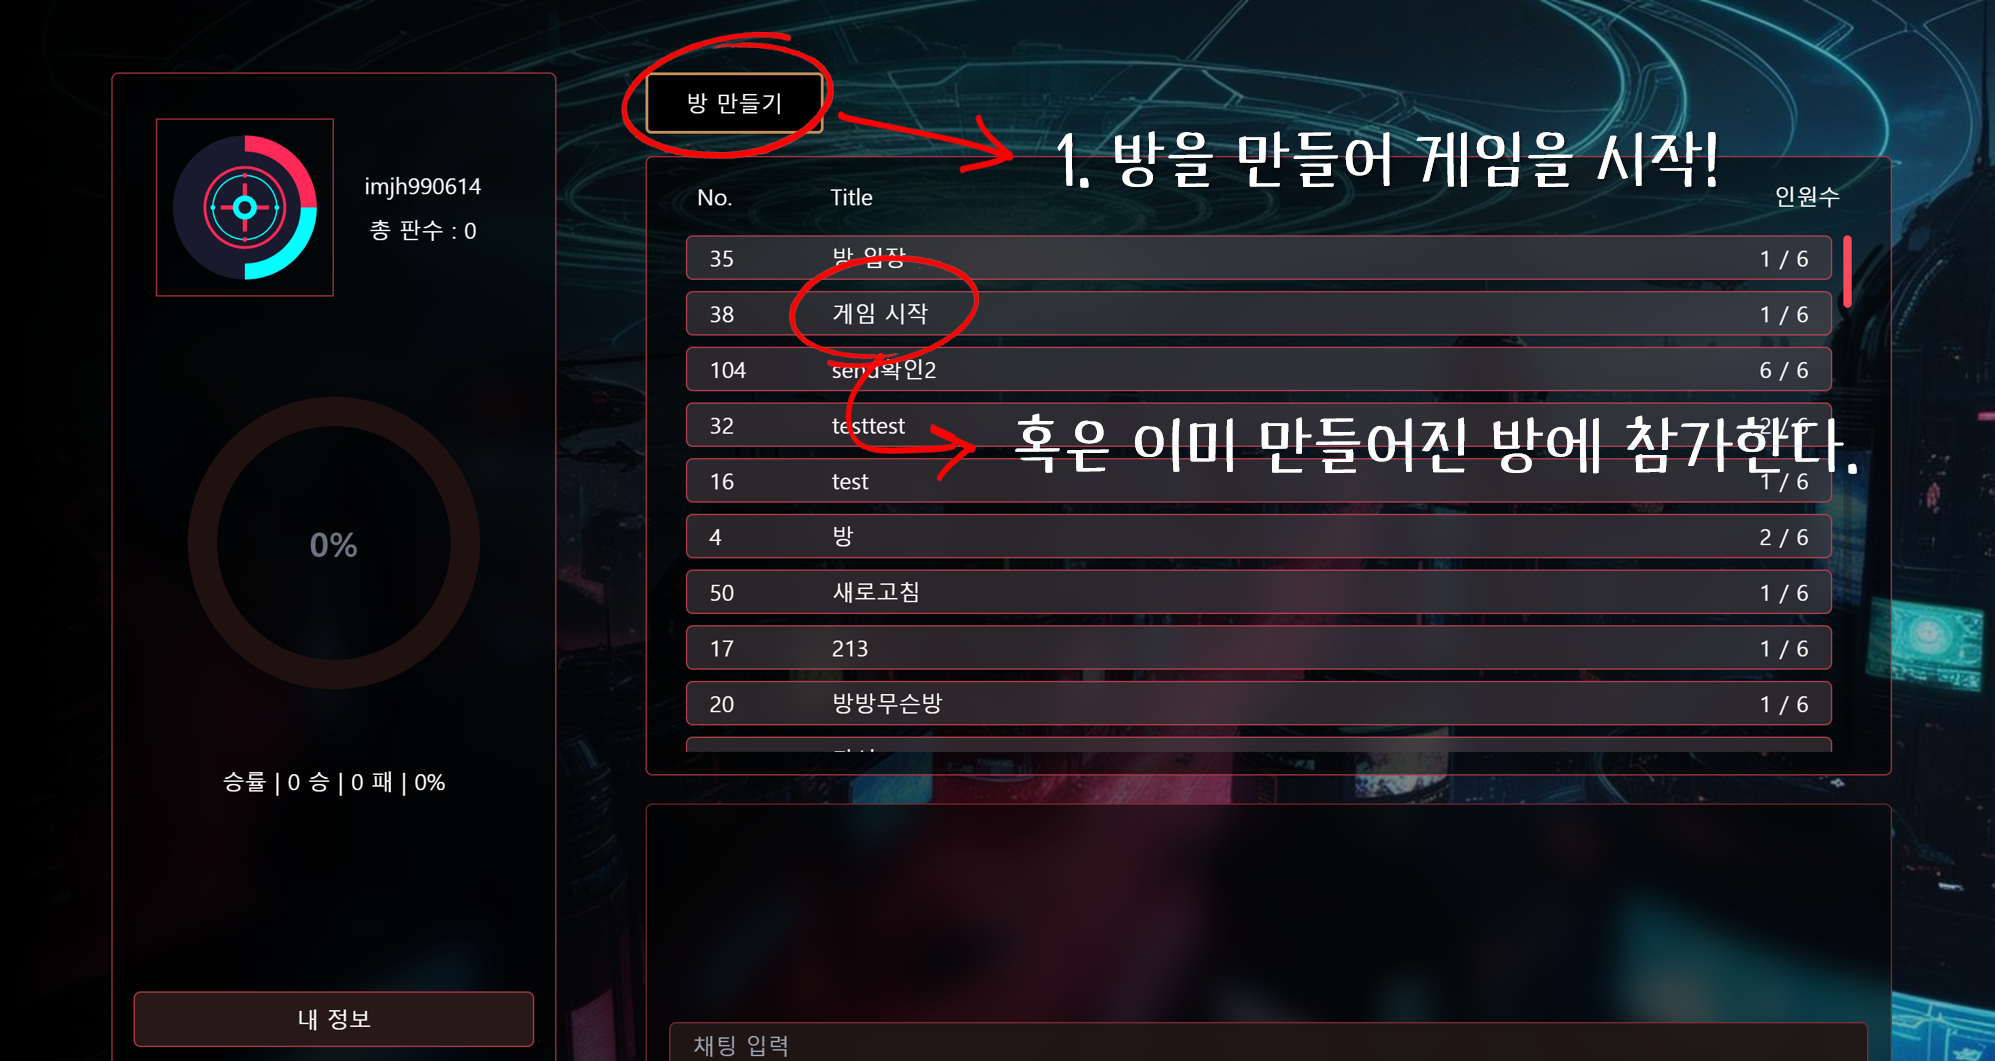 방 만들기
1. 방을 만들어 게임을 시작!
imjh990614
총 판수 : 0
No. Title 인원수
35 방 입장 1 / 6
38 게임 시작 1 / 6
104 send확인2 6 / 6
32 testtest 2 / 6
혹은 이미 만들어진 방에 참가한다.
16 test 1 / 6
4 방 2 / 6
50 새로고침 1 / 6
17 213 1 / 6
20 방방무슨방 1 / 6
0%
승률 | 0 승 | 0 패 | 0%
내 정보
채팅 입력